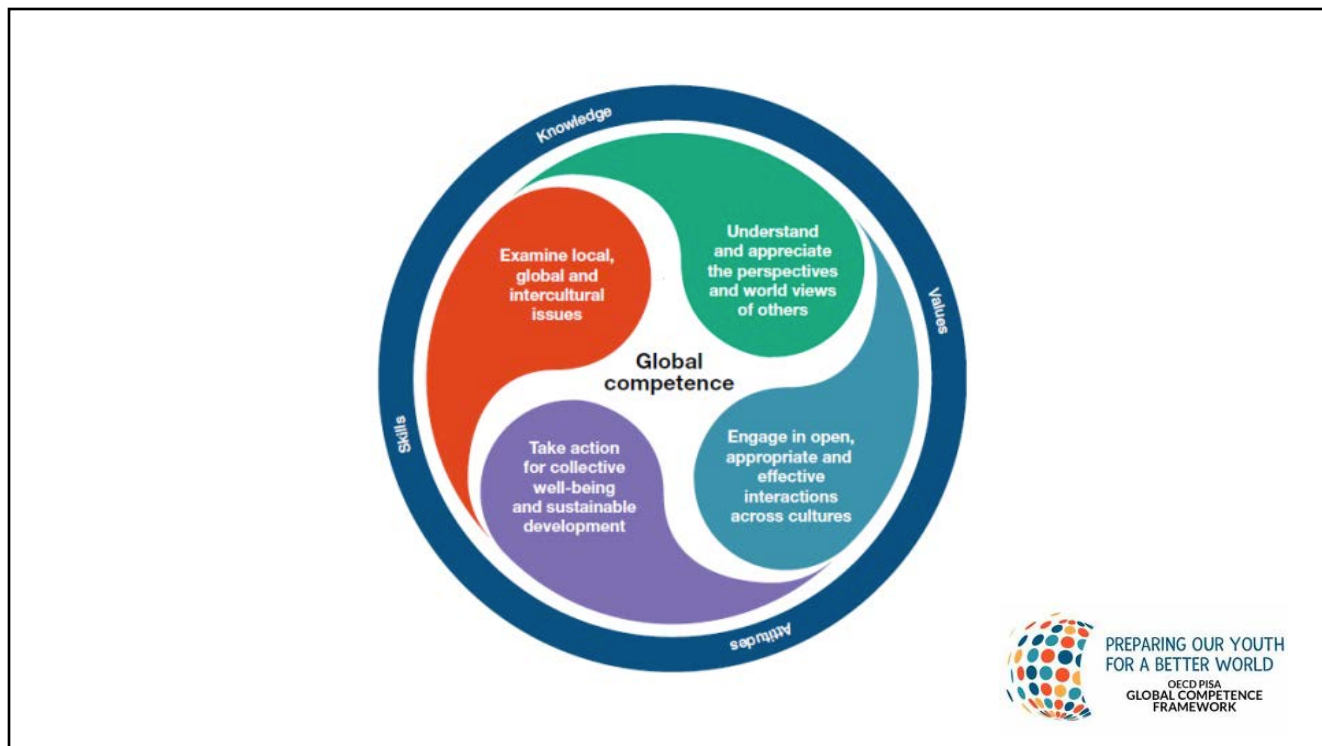 Knowledge
Examine local,
global and
intercultural
issues
Understand
and appreciate
the perspectives
and world views
of others
Values
Global
competence
Skills
Take action
for collective
well-being
and sustainable
development
Engage in open,
appropriate and
effective
interactions
across cultures
Attitudes
PREPARING OUR YOUTH
FOR A BETTER WORLD
OECD PISA
GLOBAL COMPETENCE
FRAMEWORK